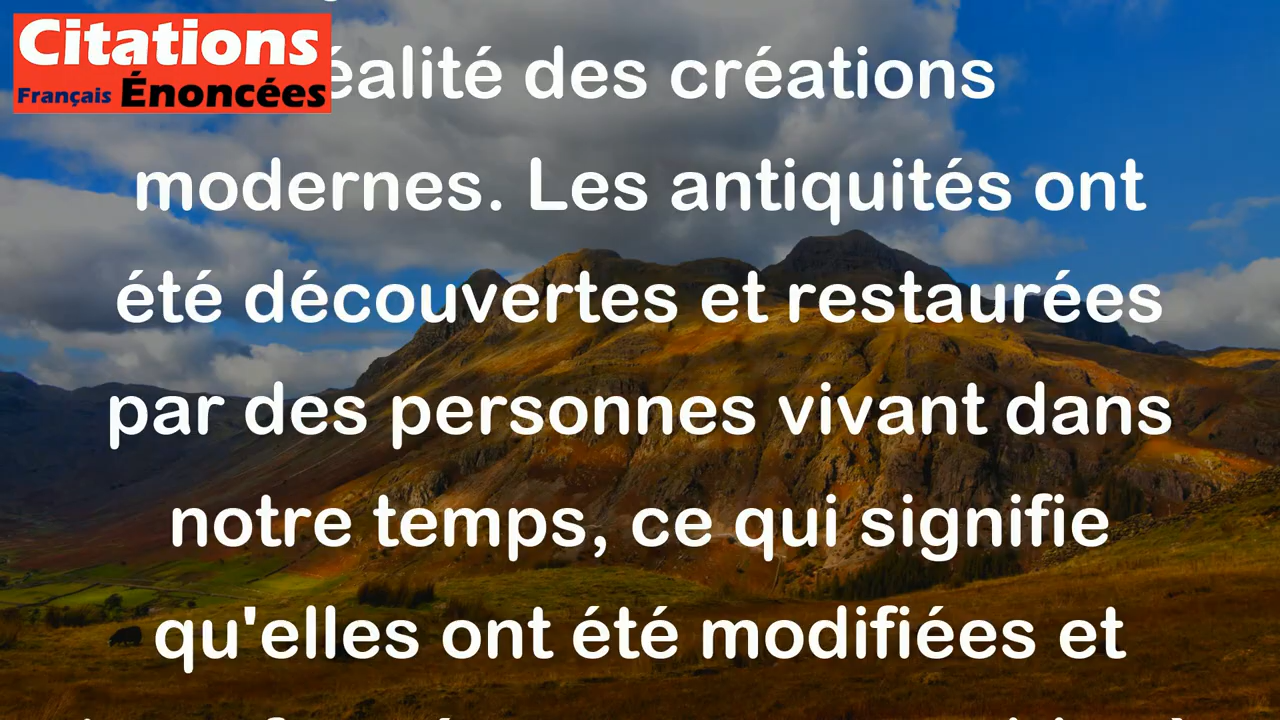 Citations
Français Énoncées
éalité des créations
modernes. Les antiquités ont
été découvertes et restaurées
par des personnes vivant dans
notre temps, ce qui signifie
qu'elles ont été modifiées et